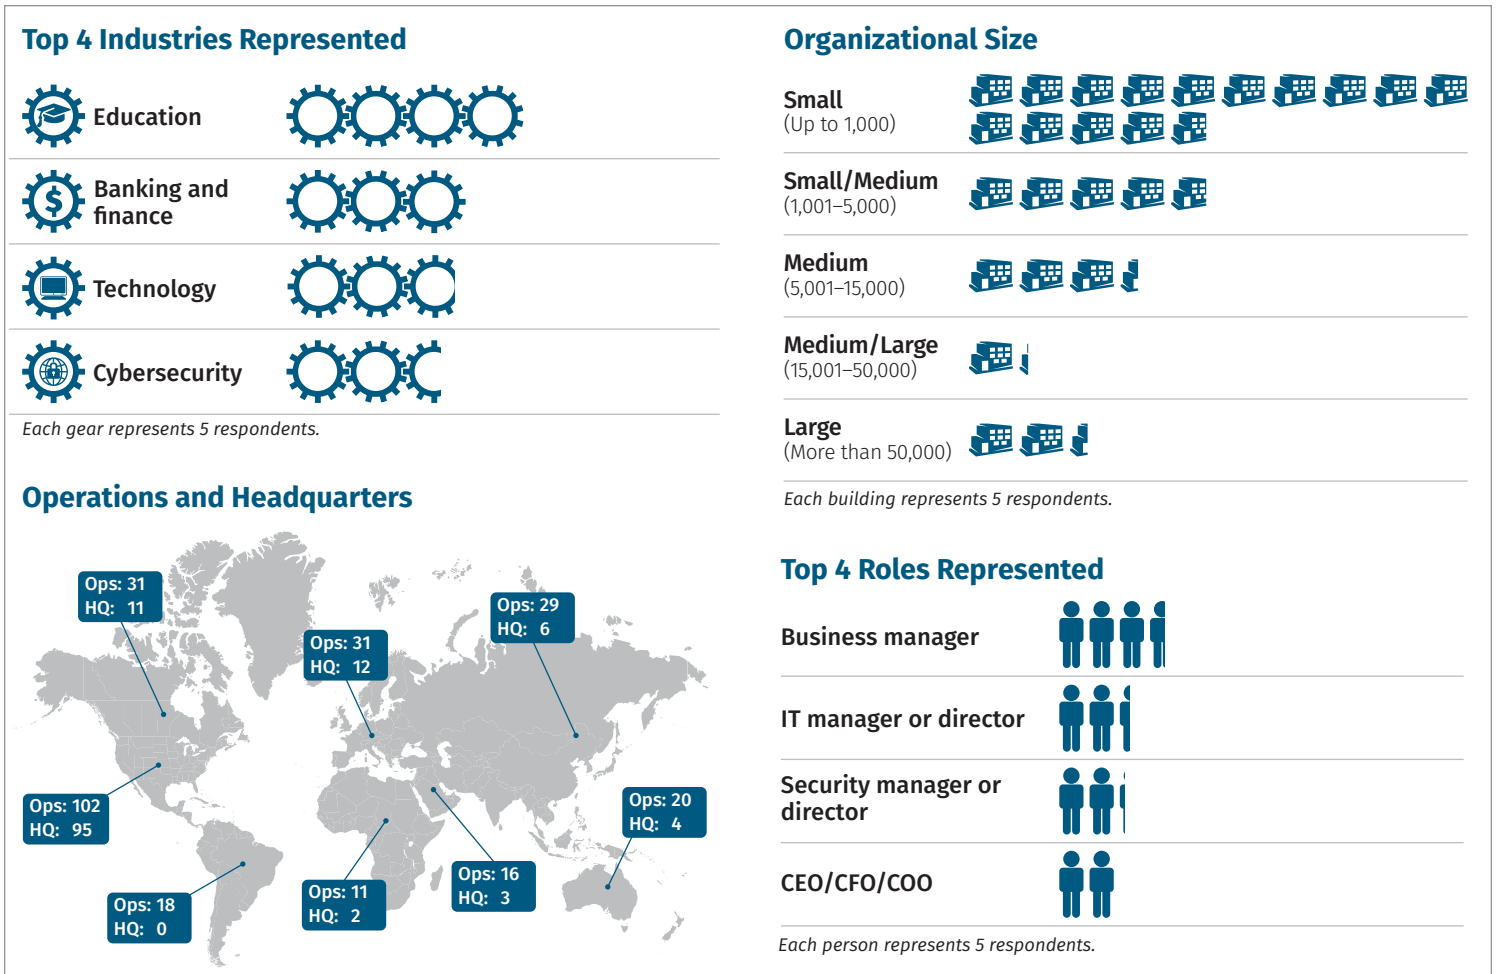 Top 4 Industries Represented
Education
Banking and
finance
$
Technology
Cybersecurity
Each gear represents 5 respondents.
Operations and Headquarters
Ops: 31
HQ: 11
Ops: 31
HQ: 12
Ops: 29
HQ: 6
Ops: 102
HQ: 95
Ops: 20
HQ: 4
Ops: 18
HQ: 0
Ops: 11
HQ: 2
Ops: 16
HQ: 3
Organizational Size
Small
(Up to 1,000)
Small/Medium
(1,001–5,000)
Medium
(5,001–15,000)
Medium/Large
(15,001–50,000)
Large
(More than 50,000)
Each building represents 5 respondents.
Top 4 Roles Represented
Business manager
IT manager or director
Security manager or
director
CEO/CFO/COO
Each person represents 5 respondents.